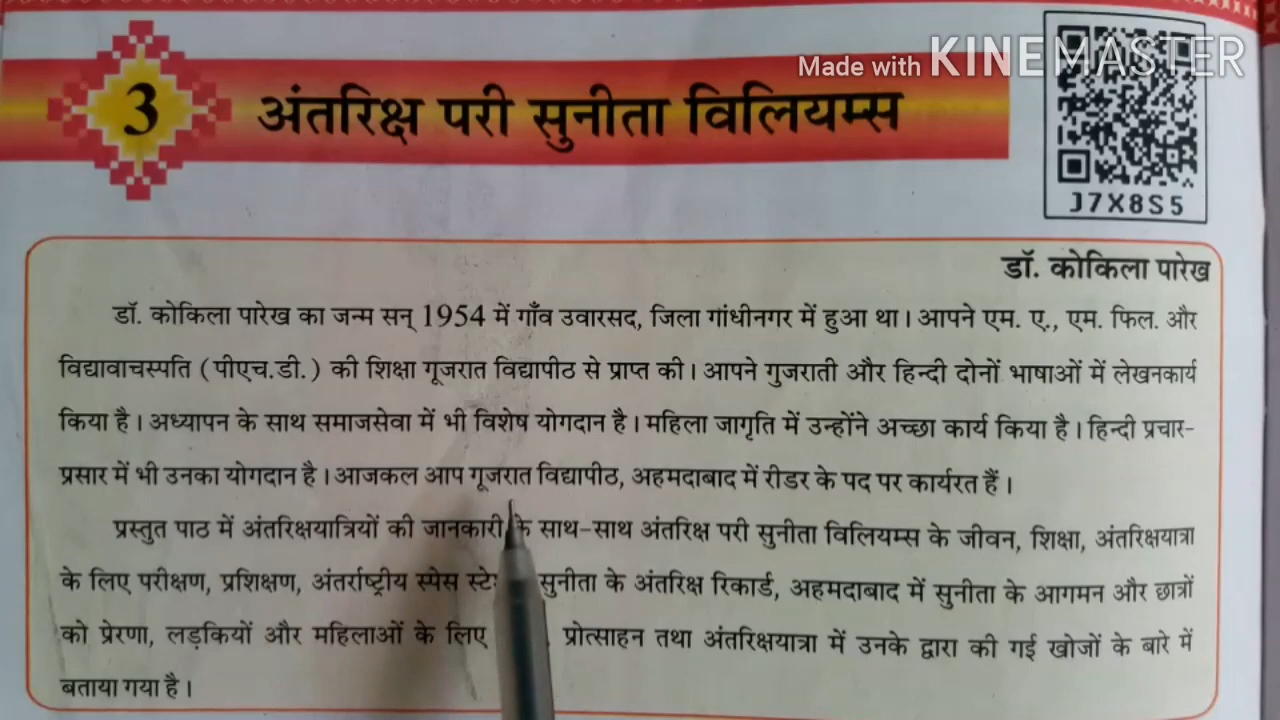 Made with KINEMASTER
3 अंतरिक्ष परी सुनीता विलियम्स
J7X8S5
डॉ. कोकिला पारेख
डॉ. कोकिला पारेख का जन्म सन् 1954 में गाँव उवारसद, जिला गांधीनगर में हुआ था। आपने एम. ए., एम. फिल. और
विद्यावाचस्पति (पीएच.डी.) की शिक्षा गूजरात विद्यापीठ से प्राप्त की। आपने गुजराती और हिन्दी दोनों भाषाओं में लेखनकार्य
किया है। अध्यापन के साथ समाजसेवा में भी विशेष योगदान है। महिला जागृति में उन्होंने अच्छा कार्य किया है। हिन्दी प्रचार-
प्रसार में भी उनका योगदान है। आजकल आप गूजरात विद्यापीठ, अहमदाबाद में रीडर के पद पर कार्यरत हैं।
प्रस्तुत पाठ में अंतरिक्षयात्रियों की जानकारी के साथ-साथ अंतरिक्ष परी सुनीता विलियम्स के जीवन, शिक्षा, अंतरिक्षयात्रा
के लिए परीक्षण, प्रशिक्षण, अंतर्राष्ट्रीय स्पेस सुनीता के अंतरिक्ष रिकार्ड, अहमदाबाद में सुनीता के आगमन और छात्रों
को प्रेरणा, लड़कियों और महिलाओं के लिए प्रोत्साहन तथा अंतरिक्षयात्रा में उनके द्वारा की गई खोजों के बारे में
बताया गया है।